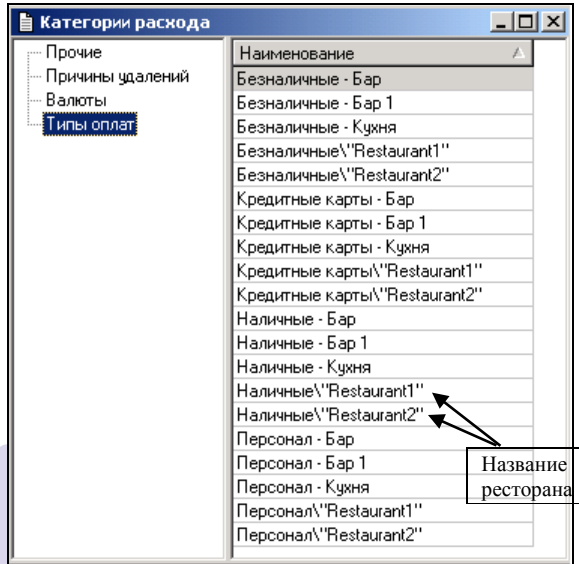 Категории расхода
Прочие
Причины удалений
Валюты
Типы оплат
Наименование
Безналичные - Бар
Безналичные - Бар 1
Безналичные - Кухня
Безналичные\"Restaurant1"
Безналичные\"Restaurant2"
Кредитные карты - Бар
Кредитные карты - Бар 1
Кредитные карты - Кухня
Кредитные карты\"Restaurant1"
Кредитные карты\"Restaurant2"
Наличные - Бар
Наличные - Бар 1
Наличные - Кухня
Наличные\"Restaurant1"
Наличные\"Restaurant2"
Персонал - Бар
Персонал - Бар 1
Персонал - Кухня
Персонал\"Restaurant1"
Персонал\"Restaurant2"
Название
ресторана